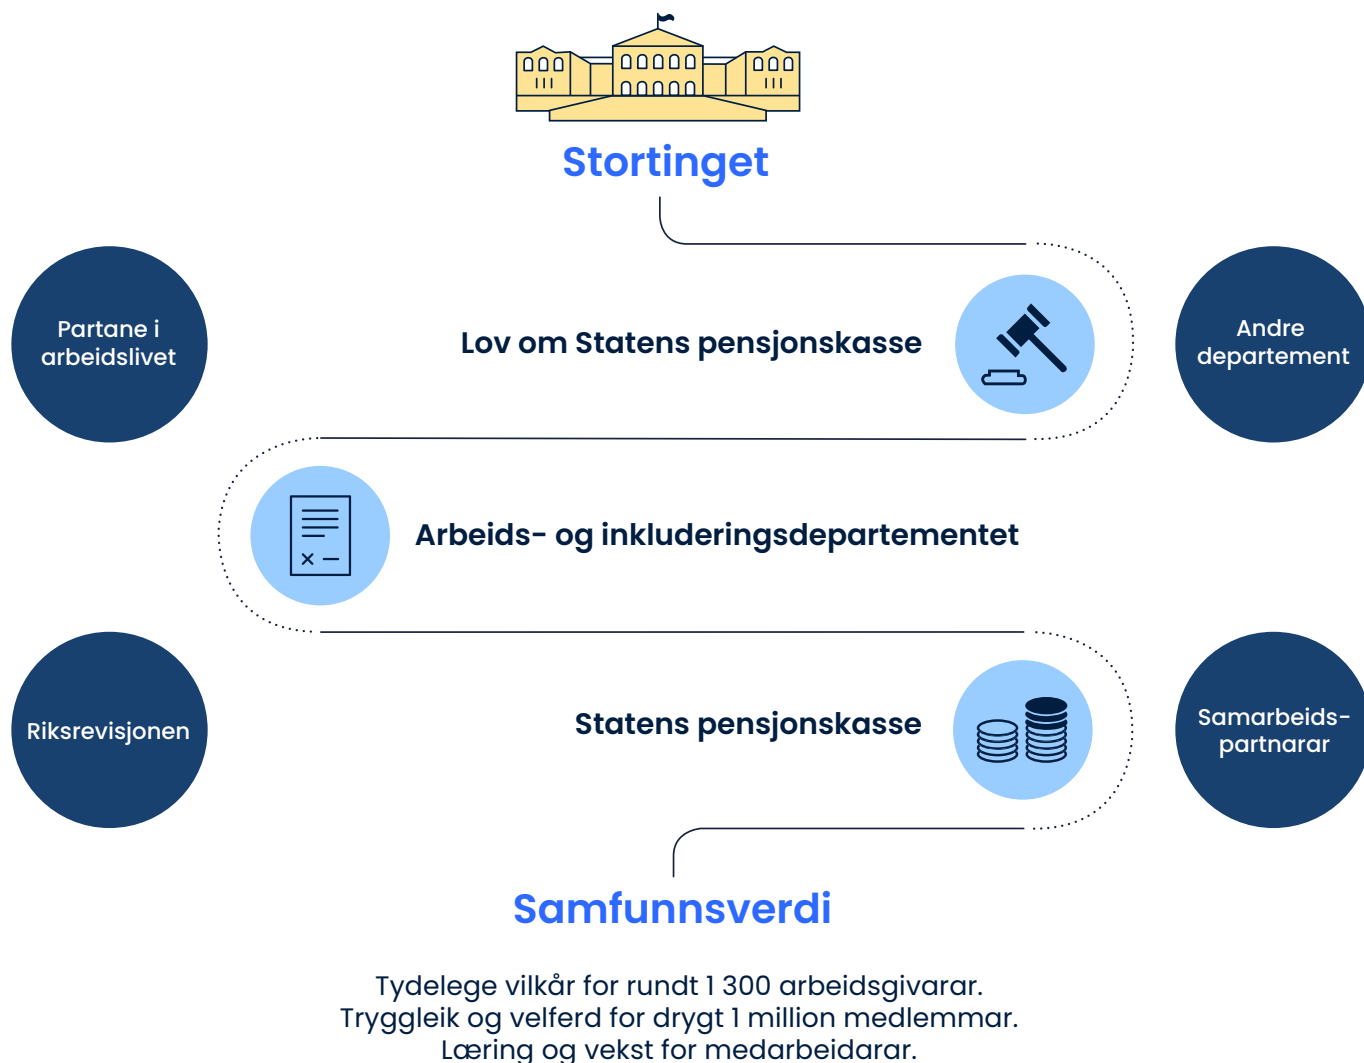 Stortinget
Partane i
arbeidslivet
Lov om Statens pensjonskasse
Andre
departement
Arbeids- og inkluderingsdepartementet
Riksrevisjonen
Statens pensjonskasse
Samarbeids-
partnarar
Samfunnsverdi
Tydelege vilkår for rundt 1 300 arbeidsgivarar.
Tryggleik og velferd for drygt 1 million medlemmar.
Læring og vekst for medarbeidarar.